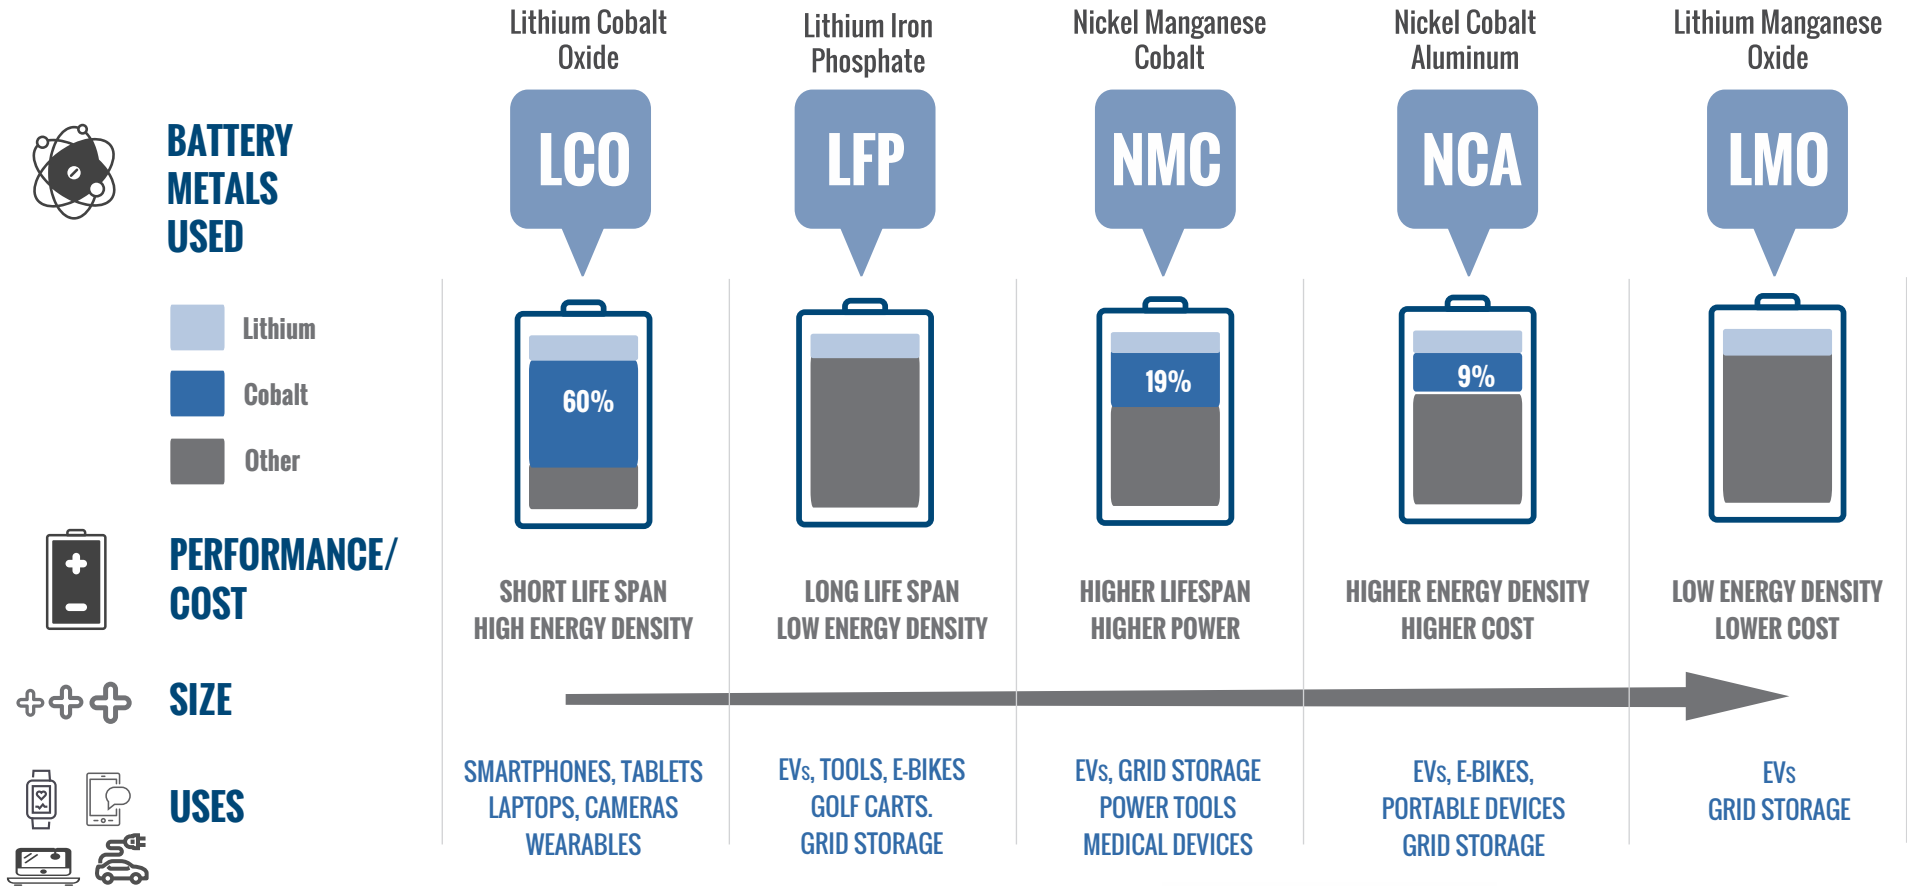 Lithium Cobalt
Oxide
Lithium Iron
Phosphate
Nickel Manganese
Cobalt
Nickel Cobalt
Aluminum
Lithium Manganese
Oxide
BATTERY
METALS
USED
LCO
LFP
NMC
NCA
LMO
Lithium
Cobalt
Other
60%
19%
9%
PERFORMANCE/
COST
SHORT LIFE SPAN
HIGH ENERGY DENSITY
LONG LIFE SPAN
LOW ENERGY DENSITY
HIGHER LIFESPAN
HIGHER POWER
HIGHER ENERGY DENSITY
HIGHER COST
LOW ENERGY DENSITY
LOWER COST
SIZE
USES
SMARTPHONES, TABLETS
LAPTOPS, CAMERAS
WEARABLES
EVs, TOOLS, E-BIKES
GOLF CARTS.
GRID STORAGE
EVs, GRID STORAGE
POWER TOOLS
MEDICAL DEVICES
EVs, E-BIKES,
PORTABLE DEVICES
GRID STORAGE
EVs
GRID STORAGE